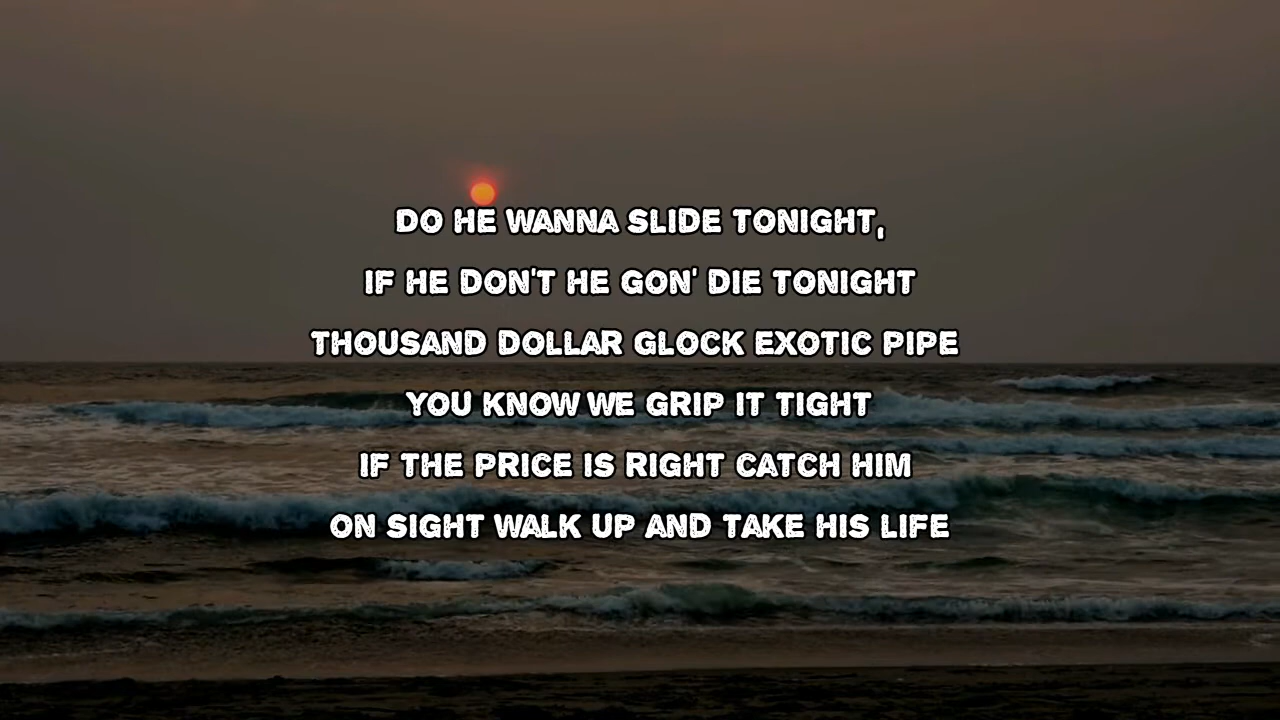 DO HE WANNA SLIDE TONIGHT,
IF HE DON'T HE GON' DIE TONIGHT
THOUSAND DOLLAR GLOCK EXOTIC PIPE
YOU KNOW WE GRIP IT TIGHT
IF THE PRICE IS RIGHT CATCH HIM
ON SIGHT WALK UP AND TAKE HIS LIFE